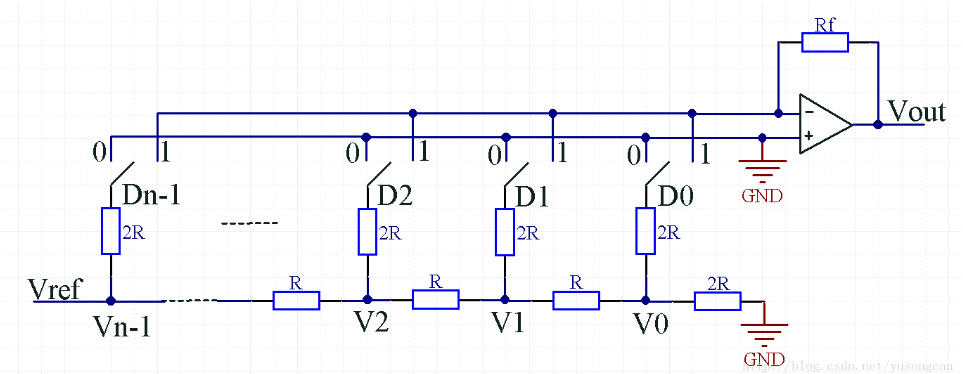 Rf
Vout
0 1 0 1 0 1 0 1
GND
Dn-1 D2 D1 D0
2R 2R 2R 2R
Vref R R R 2R
Vn-1 V2 V1 V0
GND
http://blog.csdn.net/yusongcan